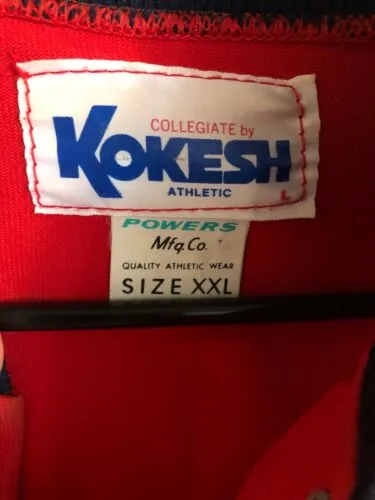 COLLEGIATE by
KOKESH
ATHLETIC
L
POWERS
Mfg. Co.
QUALITY ATHLETIC WEAR
SIZE XXL